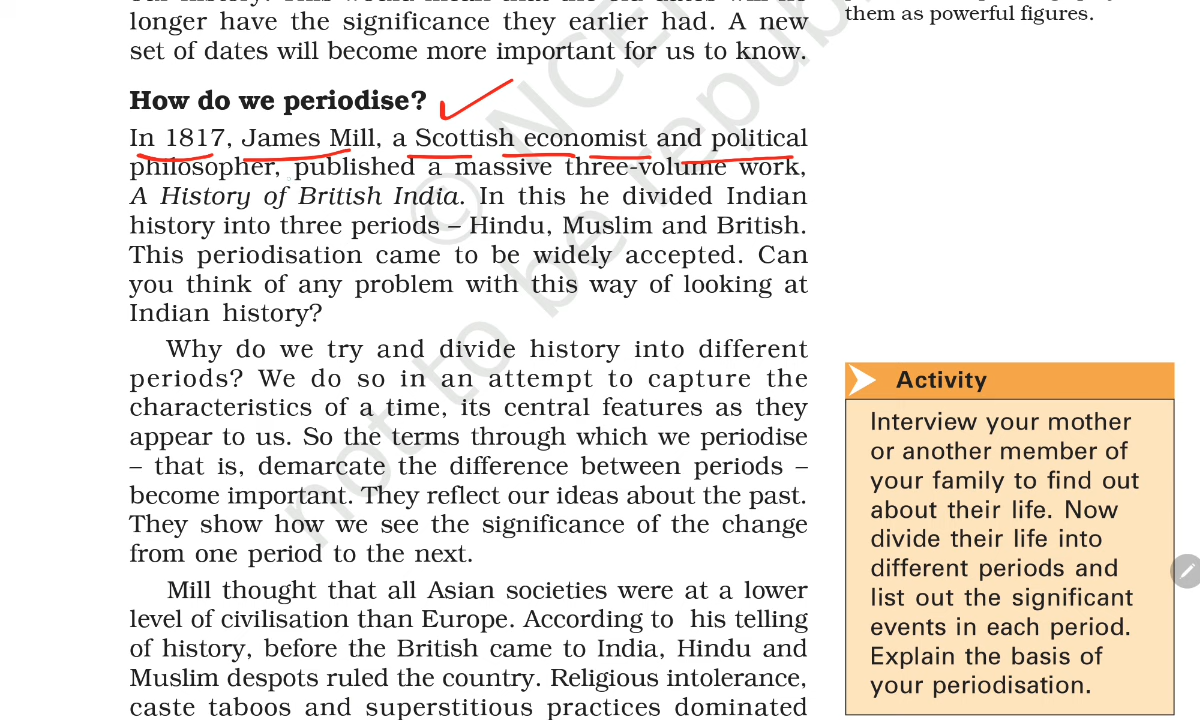 longer have the significance they earlier had. A new
set of dates will become more important for us to know.
them as powerful figures.
How do we periodise?
In 1817, James Mill, a Scottish economist and political
philosopher, published a massive three-volume work,
A History of British India. In this he divided Indian
history into three periods – Hindu, Muslim and British.
This periodisation came to be widely accepted. Can
you think of any problem with this way of looking at
Indian history?
Why do we try and divide history into different
periods? We do so in an attempt to capture the
characteristics of a time, its central features as they
appear to us. So the terms through which we periodise
– that is, demarcate the difference between periods –
become important. They reflect our ideas about the past.
They show how we see the significance of the change
from one period to the next.
Mill thought that all Asian societies were at a lower
level of civilisation than Europe. According to his telling
of history, before the British came to India, Hindu and
Muslim despots ruled the country. Religious intolerance,
caste taboos and superstitious practices dominated
Activity
Interview your mother
or another member of
your family to find out
about their life. Now
divide their life into
different periods and
list out the significant
events in each period.
Explain the basis of
your periodisation.
© NCE
not to be repub